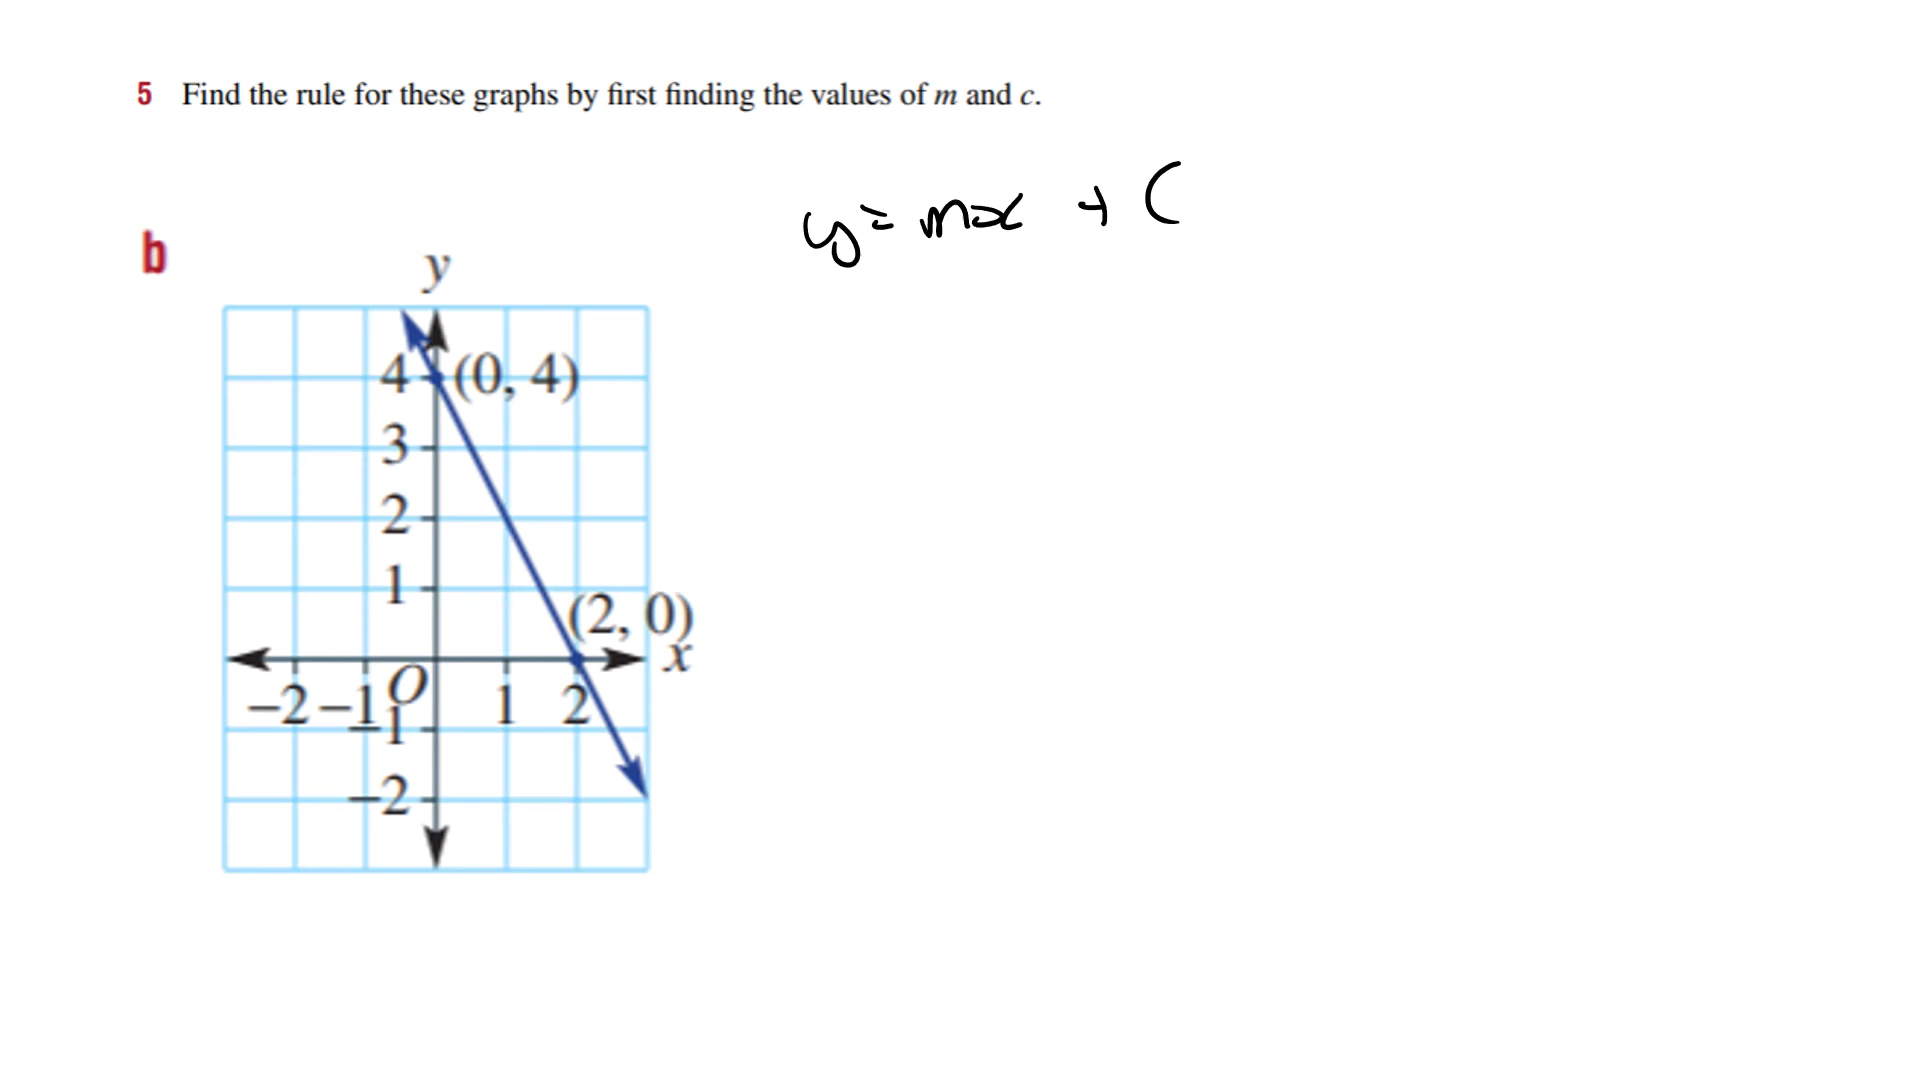 5 Find the rule for these graphs by first finding the values of m and c.
y = mx + C
b
y
4 (0, 4)
3
2
1
(2, 0)
x
O
−2 −1 1 2
−1
−2